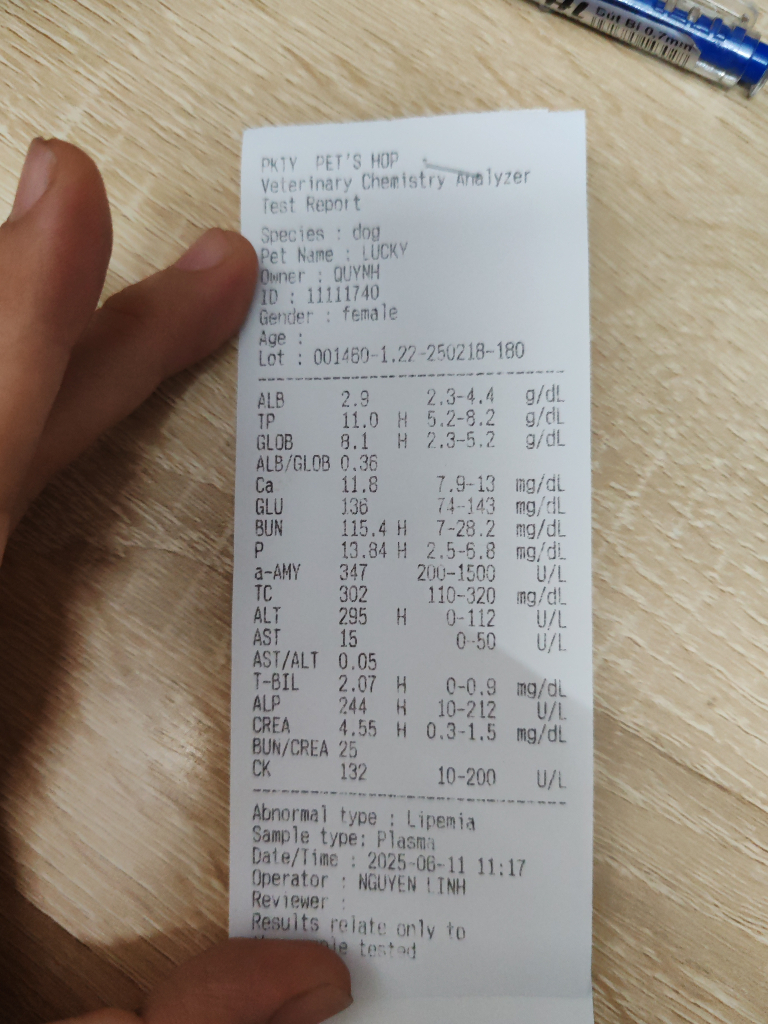 Bút Bi 0.7mm
PKTY PET'S HOP
Veterinary Chemistry Analyzer
Test Report
Species : dog
Pet Name : LUCKY
Owner : QUYNH
ID : 11111740
Gender : female
Age :
Lot : 001460-1.22-250218-180
ALB 2.9 2.3-4.4 g/dL
TP 11.0 H 5.2-8.2 g/dL
GLOB 8.1 H 2.3-5.2 g/dL
ALB/GLOB 0.36
Ca 11.8 7.9-13 mg/dL
GLU 136 74-143 mg/dL
BUN 115.4 H 7-28.2 mg/dL
P 13.84 H 2.5-6.8 mg/dL
a-AMY 347 200-1500 U/L
TC 302 110-320 mg/dL
ALT 295 H 0-112 U/L
AST 15 0-50 U/L
AST/ALT 0.05
T-BIL 2.07 H 0-0.9 mg/dL
ALP 244 H 10-212 U/L
CREA 4.55 H 0.3-1.5 mg/dL
BUN/CREA 25
CK 132 10-200 U/L
Abnormal type : Lipemia
Sample type: Plasma
Date/Time : 2025-06-11 11:17
Operator : NGUYEN LINH
Reviewer :
Results relate only to
tested